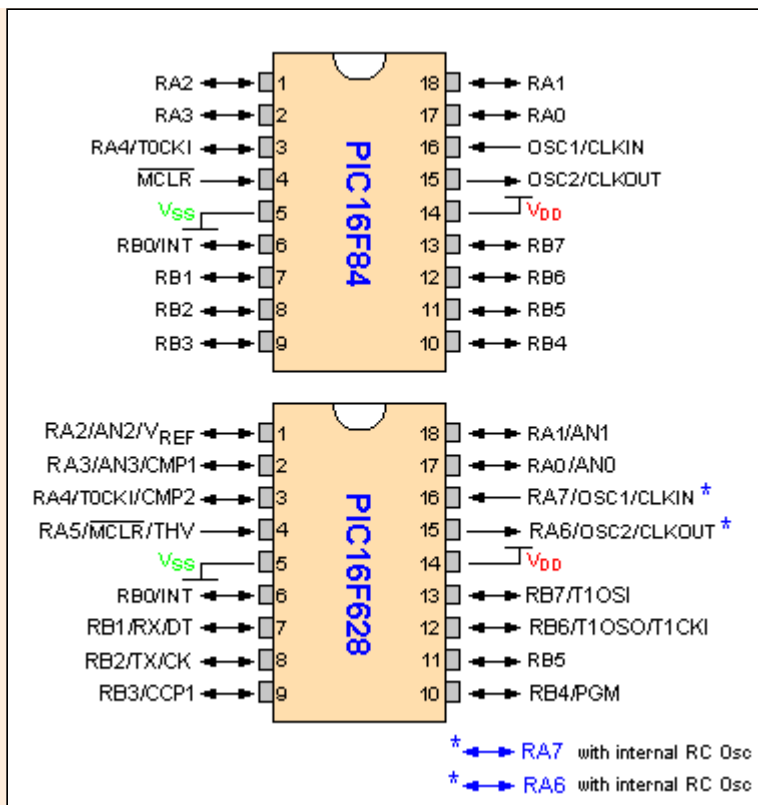 RA2 1 18 RA1
RA3 2 17 RA0
RA4/T0CKI 3 16 OSC1/CLKIN
MCLR 4 15 OSC2/CLKOUT
VSS 5 14 VDD
RB0/INT 6 13 RB7
RB1 7 12 RB6
RB2 8 11 RB5
RB3 9 10 RB4
PIC16F84
RA2/AN2/VREF 1 18 RA1/AN1
RA3/AN3/CMP1 2 17 RA0/AN0
RA4/T0CKI/CMP2 3 16 RA7/OSC1/CLKIN *
RA5/MCLR/THV 4 15 RA6/OSC2/CLKOUT *
VSS 5 14 VDD
RB0/INT 6 13 RB7/T1OSI
RB1/RX/DT 7 12 RB6/T1OSO/T1CKI
RB2/TX/CK 8 11 RB5
RB3/CCP1 9 10 RB4/PGM
PIC16F628
* RA7 with internal RC Osc
* RA6 with internal RC Osc